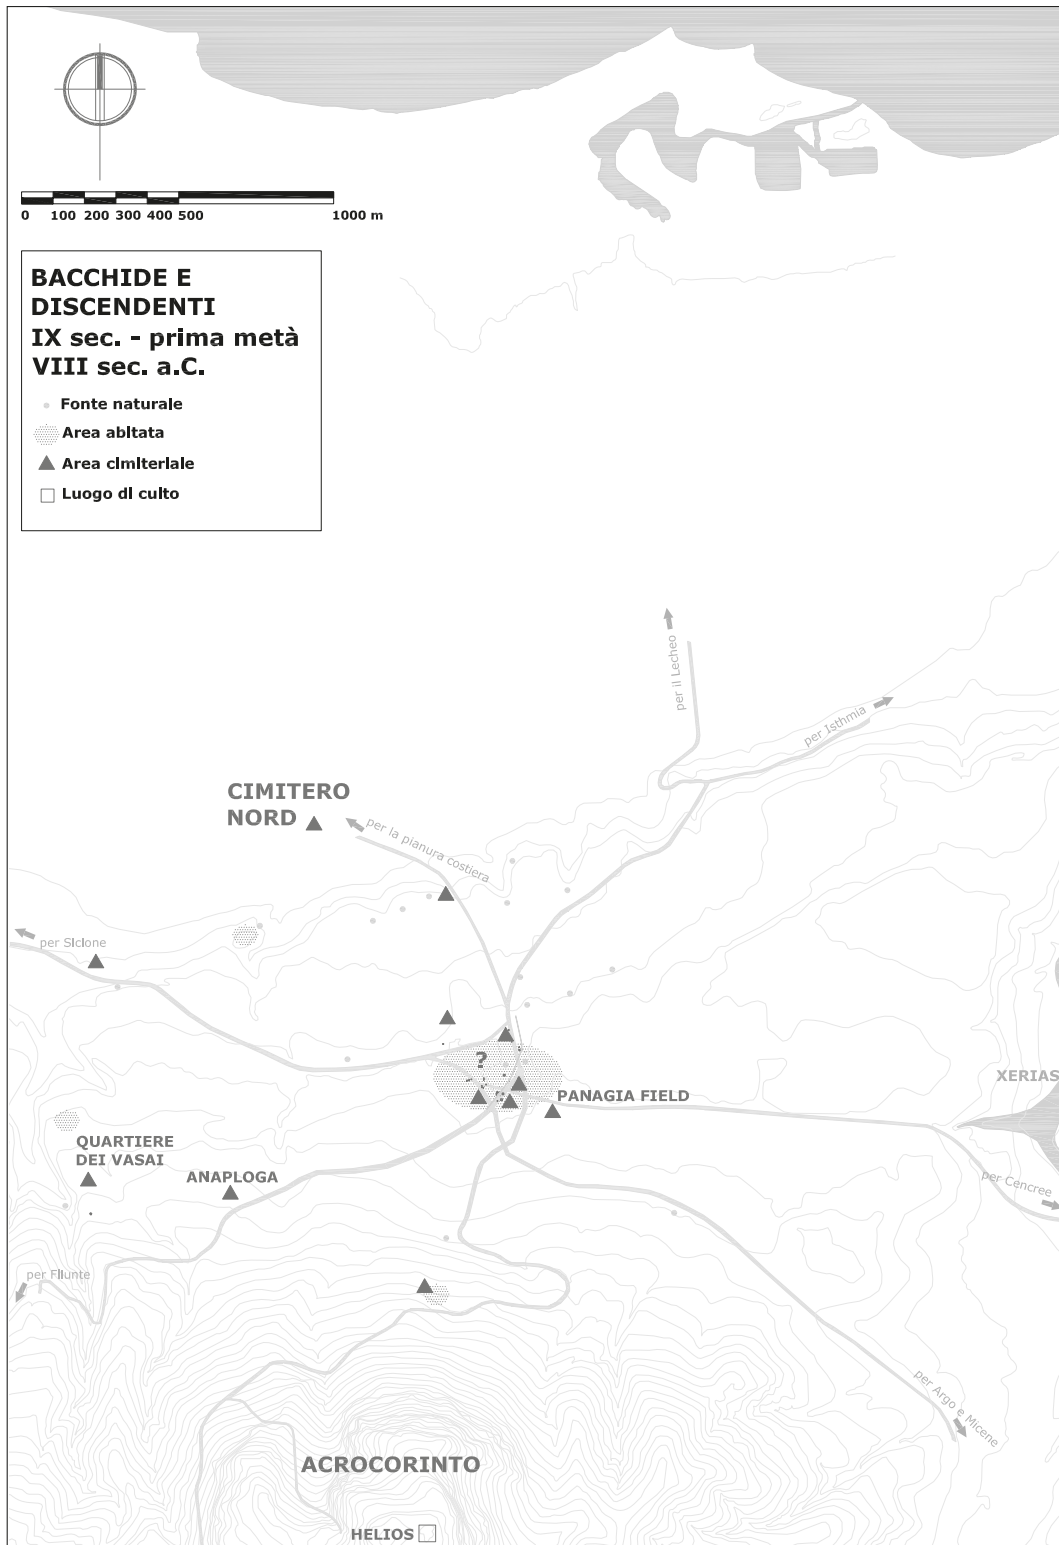 0 100 200 300 400 500 1000 m
BACCHIDE E
DISCENDENTI
IX sec. - prima metà
VIII sec. a.C.
Fonte naturale
Area abitata
Area cimiteriale
Luogo di culto
per il Lecheo
per Isthmia
CIMITERO
NORD
per la pianura costiera
per Sicione
?
XERIAS
PANAGIA FIELD
QUARTIERE
DEI VASAI
ANAPLOGA
per Cencree
per Fliunte
per Argo e Micene
ACROCORINTO
HELIOS